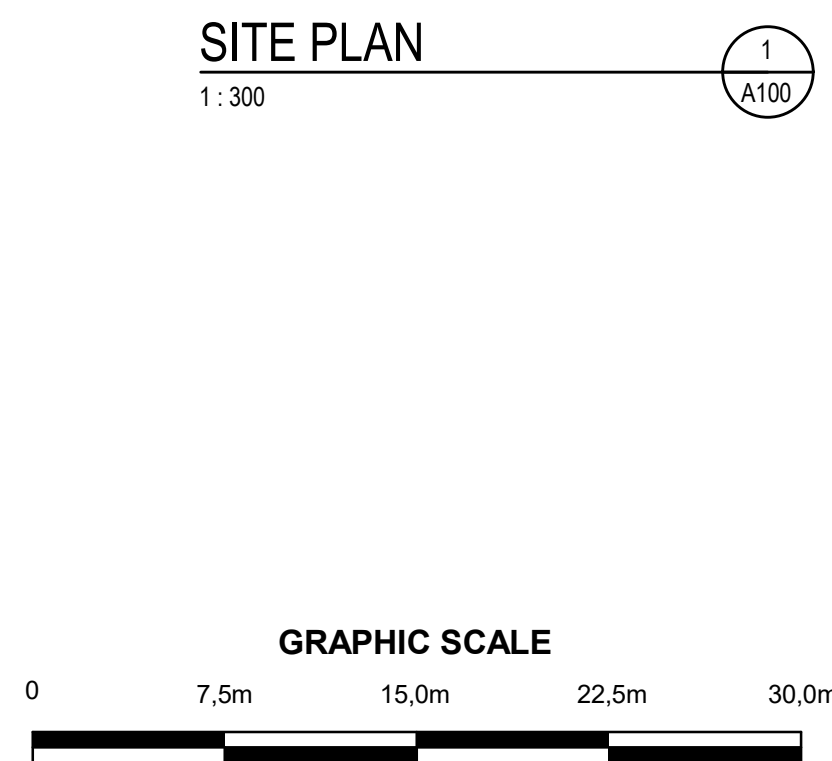 SITE PLAN
1 : 300
1
A100
GRAPHIC SCALE
0 7,5m 15,0m 22,5m 30,0m